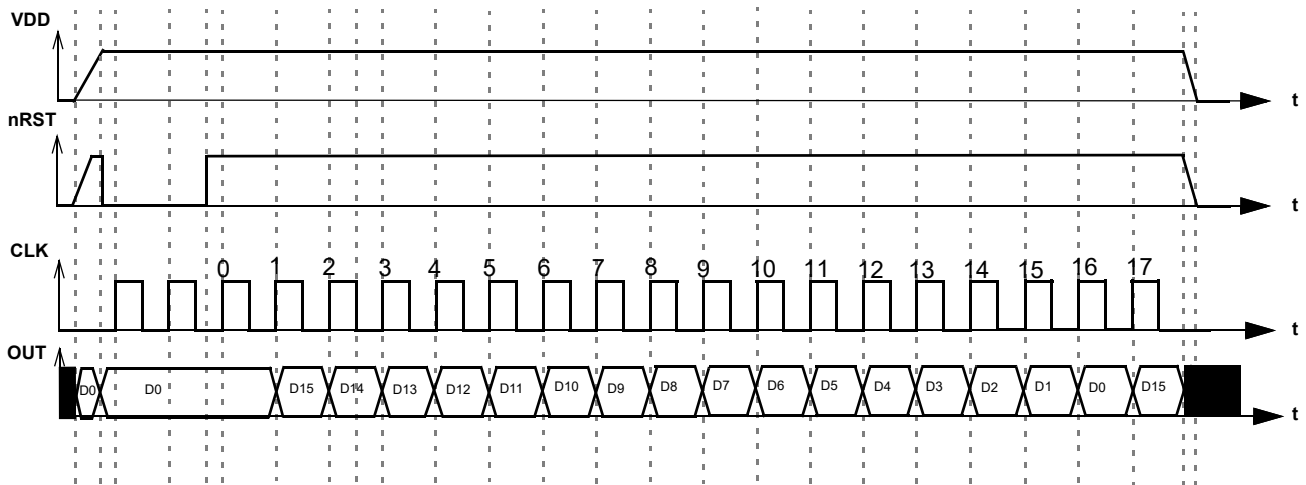 VDD
t
nRST
t
CLK
0 1 2 3 4 5 6 7 8 9 10 11 12 13 14 15 16 17
t
OUT
D0 D0 D15 D14 D13 D12 D11 D10 D9 D8 D7 D6 D5 D4 D3 D2 D1 D0 D15
t